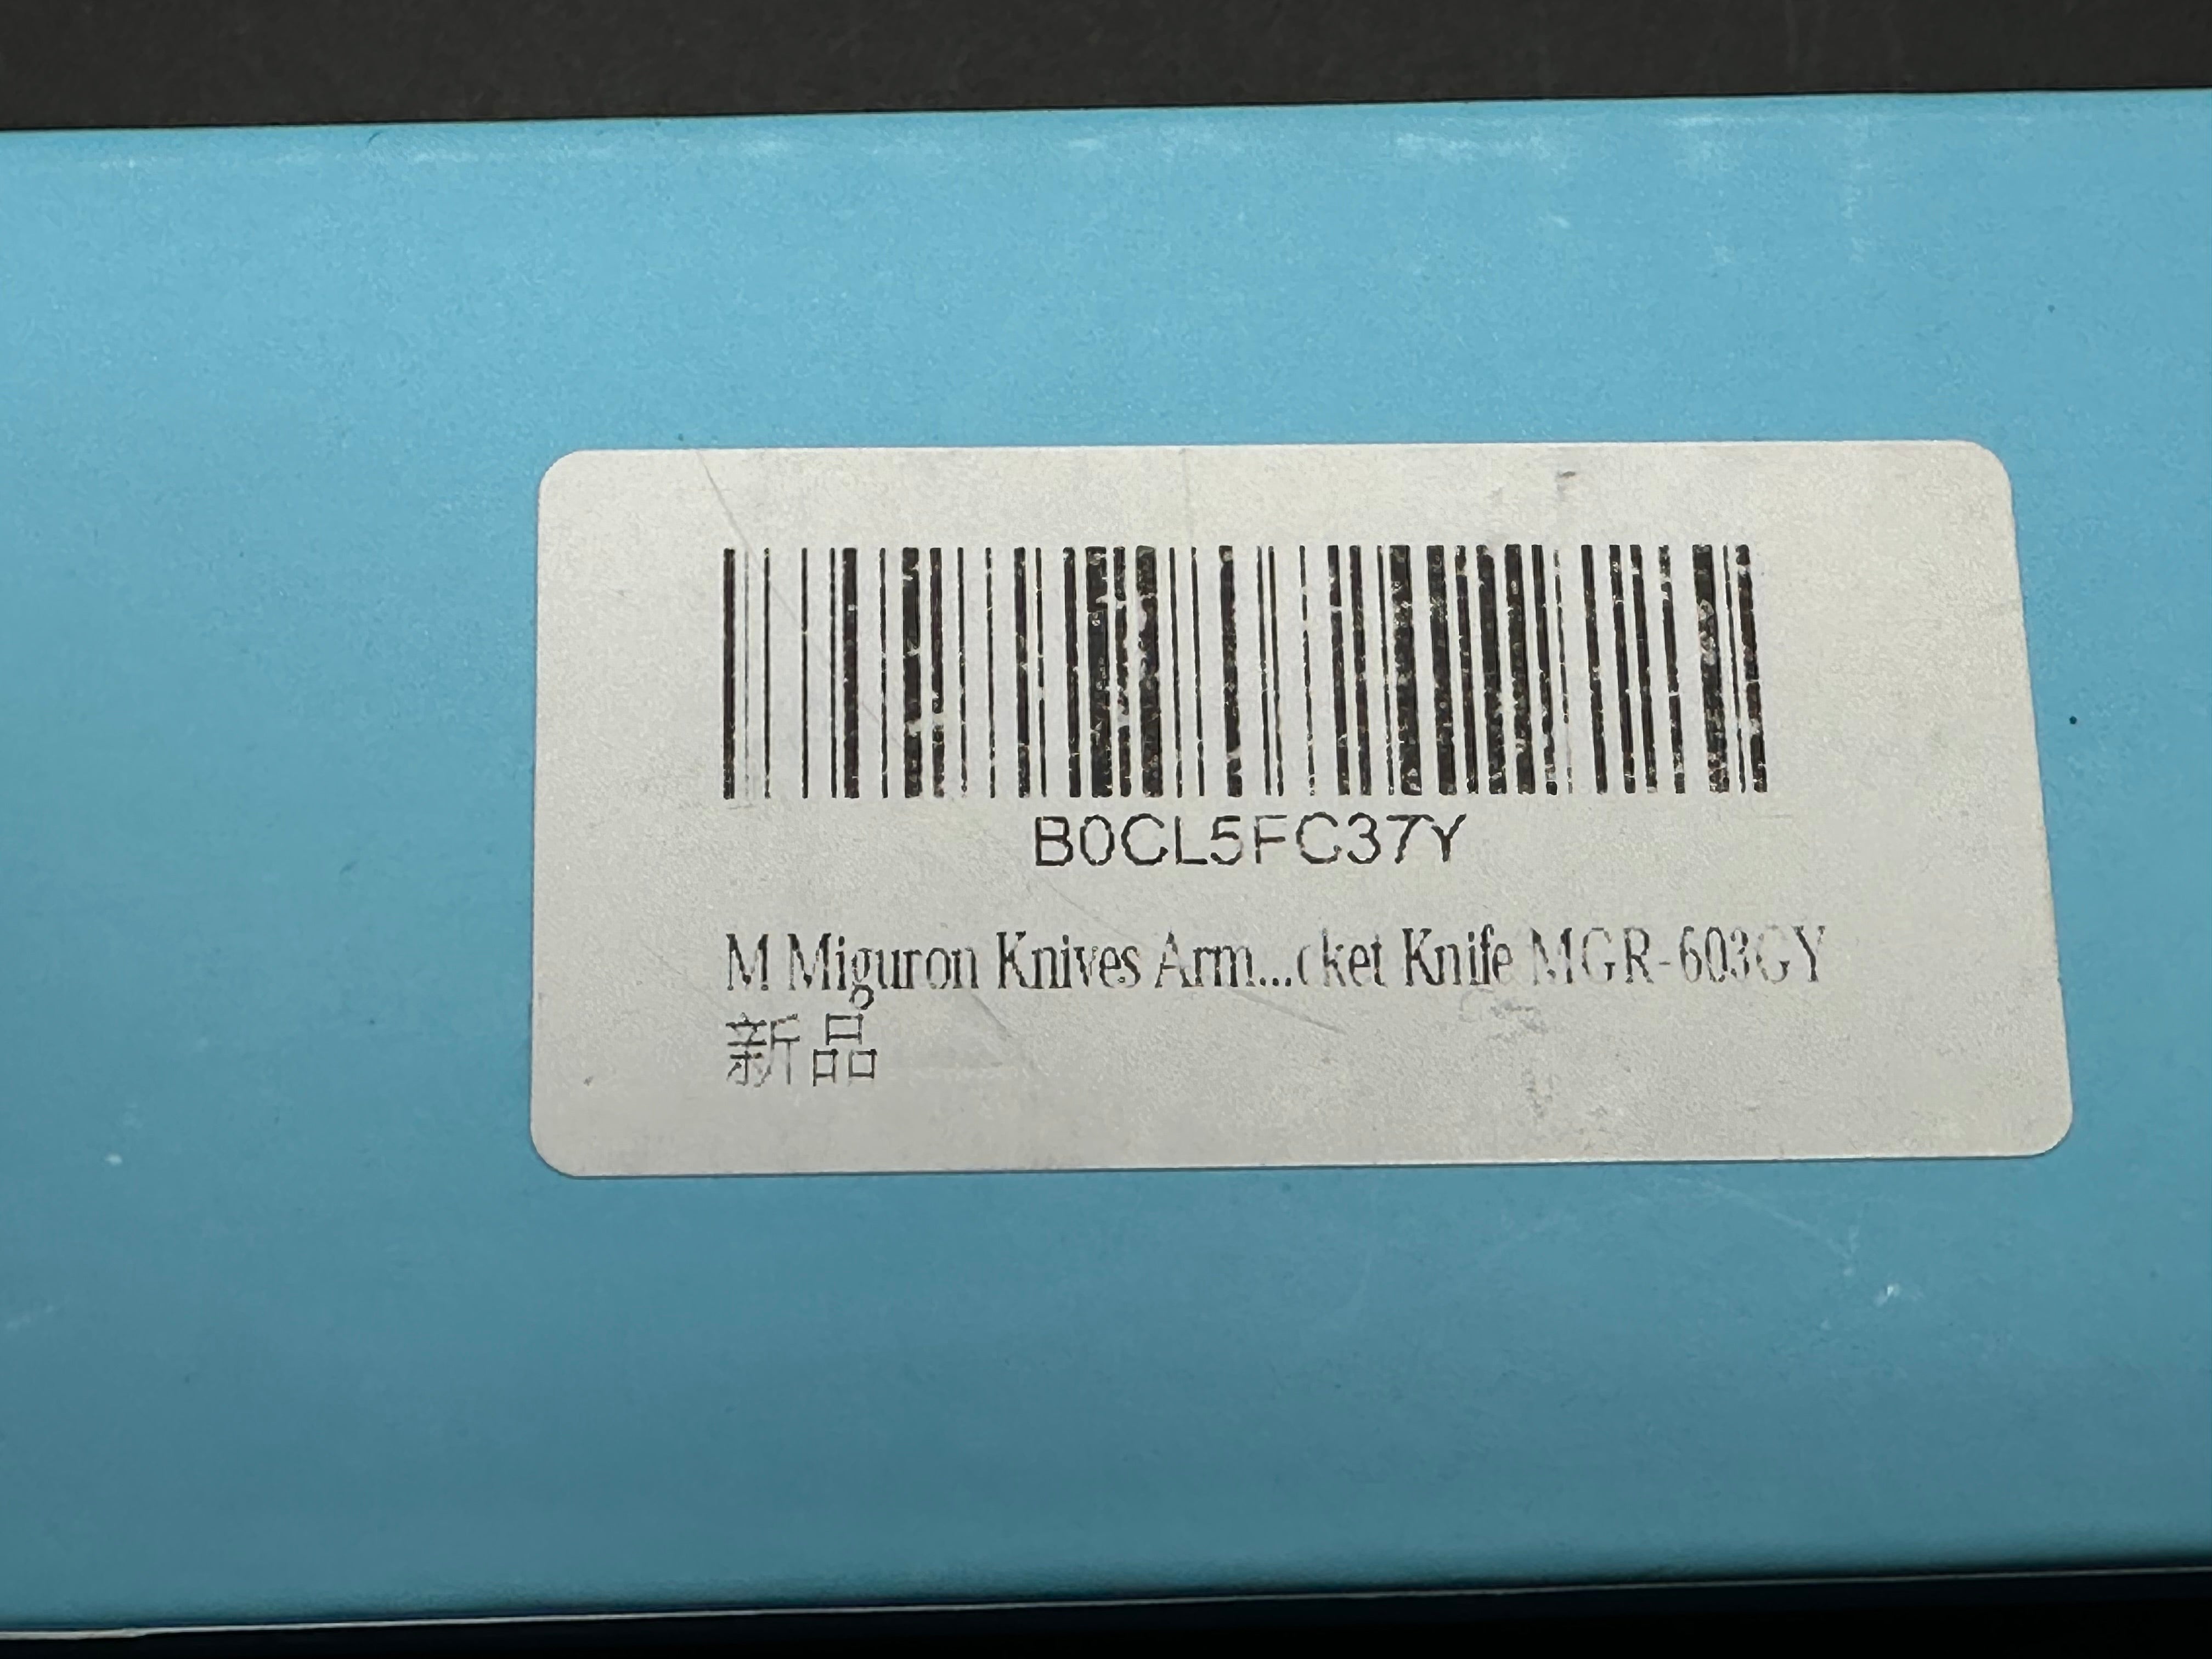 B0CL5FC37Y
M Miguron Knives Arm...cket Knife MGR-603GY
新品